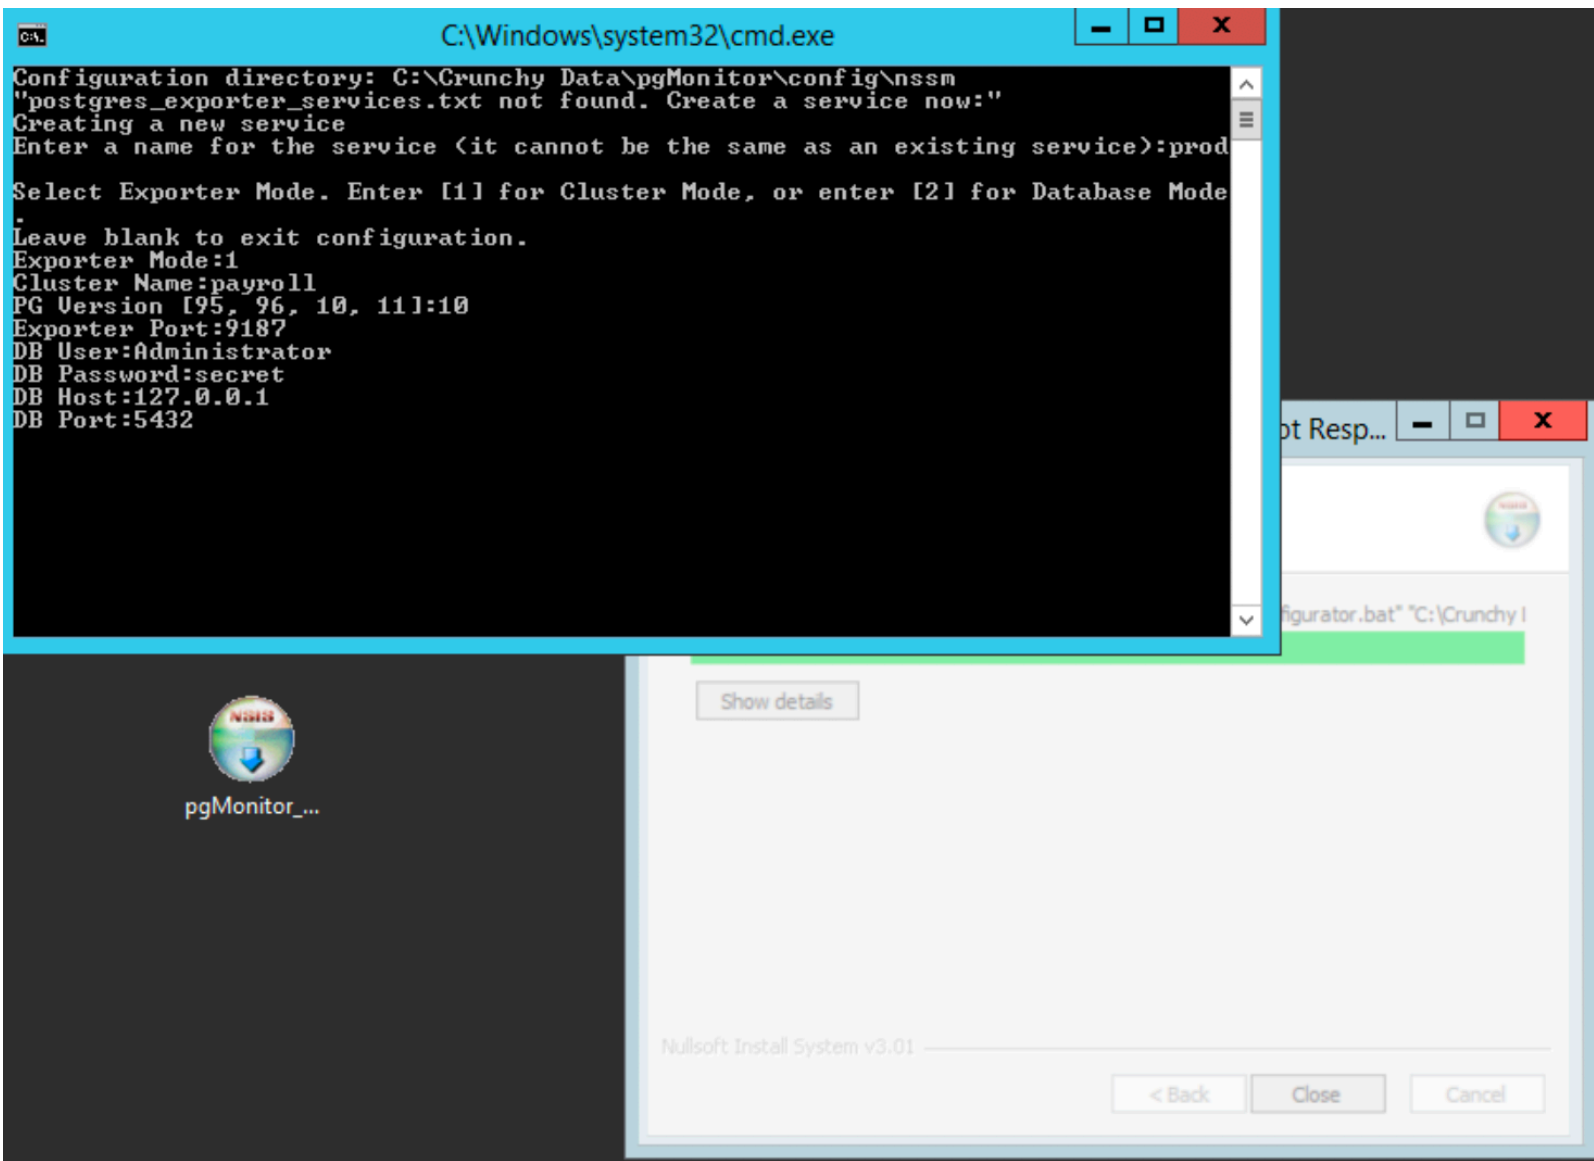 C:\Windows\system32\cmd.exe
Configuration directory: C:\Crunchy Data\pgMonitor\config\nssm
"postgres_exporter_services.txt not found. Create a service now:"
Creating a new service
Enter a name for the service (it cannot be the same as an existing service):prod
Select Exporter Mode. Enter [1] for Cluster Mode, or enter [2] for Database Mode
.
Leave blank to exit configuration.
Exporter Mode:1
Cluster Name:payroll
PG Version [95, 96, 10, 11]:10
Exporter Port:9187
DB User:Administrator
DB Password:secret
DB Host:127.0.0.1
DB Port:5432
ot Resp...
figurator.bat" "C:\Crunchy
Show details
NSIS
pgMonitor_...
Nullsoft Install System v3.01
< Back
Close
Cancel